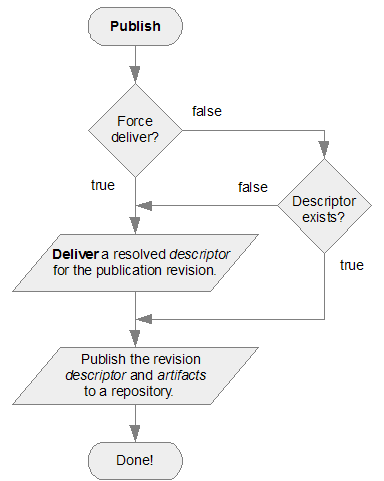 Publish
Force
deliver?
false
true
false
Descriptor
exists?
Deliver a resolved descriptor
for the publication revision.
true
Publish the revision
descriptor and artifacts
to a repository.
Done!